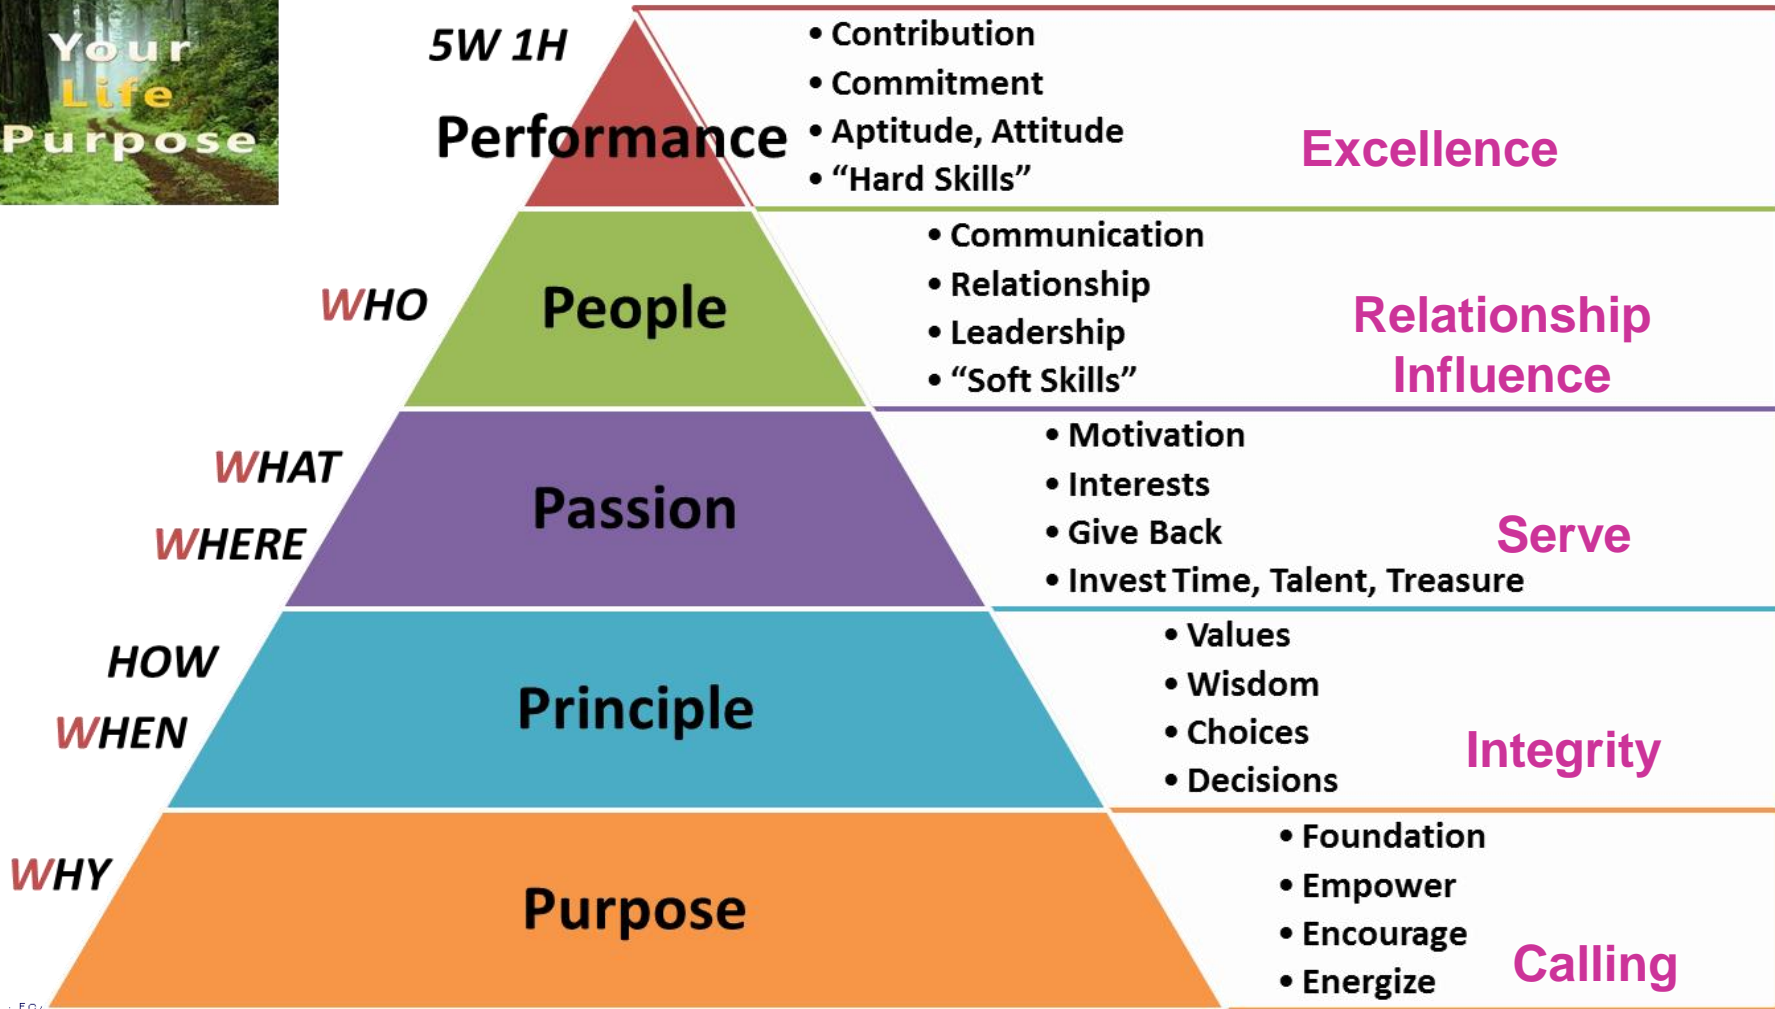 Your
Life
Purpose
5W 1H
Performance
• Contribution
• Commitment
• Aptitude, Attitude
• “Hard Skills”
Excellence
WHO
People
• Communication
• Relationship
• Leadership
• “Soft Skills”
Relationship
Influence
WHAT
WHERE
Passion
• Motivation
• Interests
• Give Back
• Invest Time, Talent, Treasure
Serve
HOW
WHEN
Principle
• Values
• Wisdom
• Choices
• Decisions
Integrity
WHY
Purpose
• Foundation
• Empower
• Encourage
• Energize
Calling